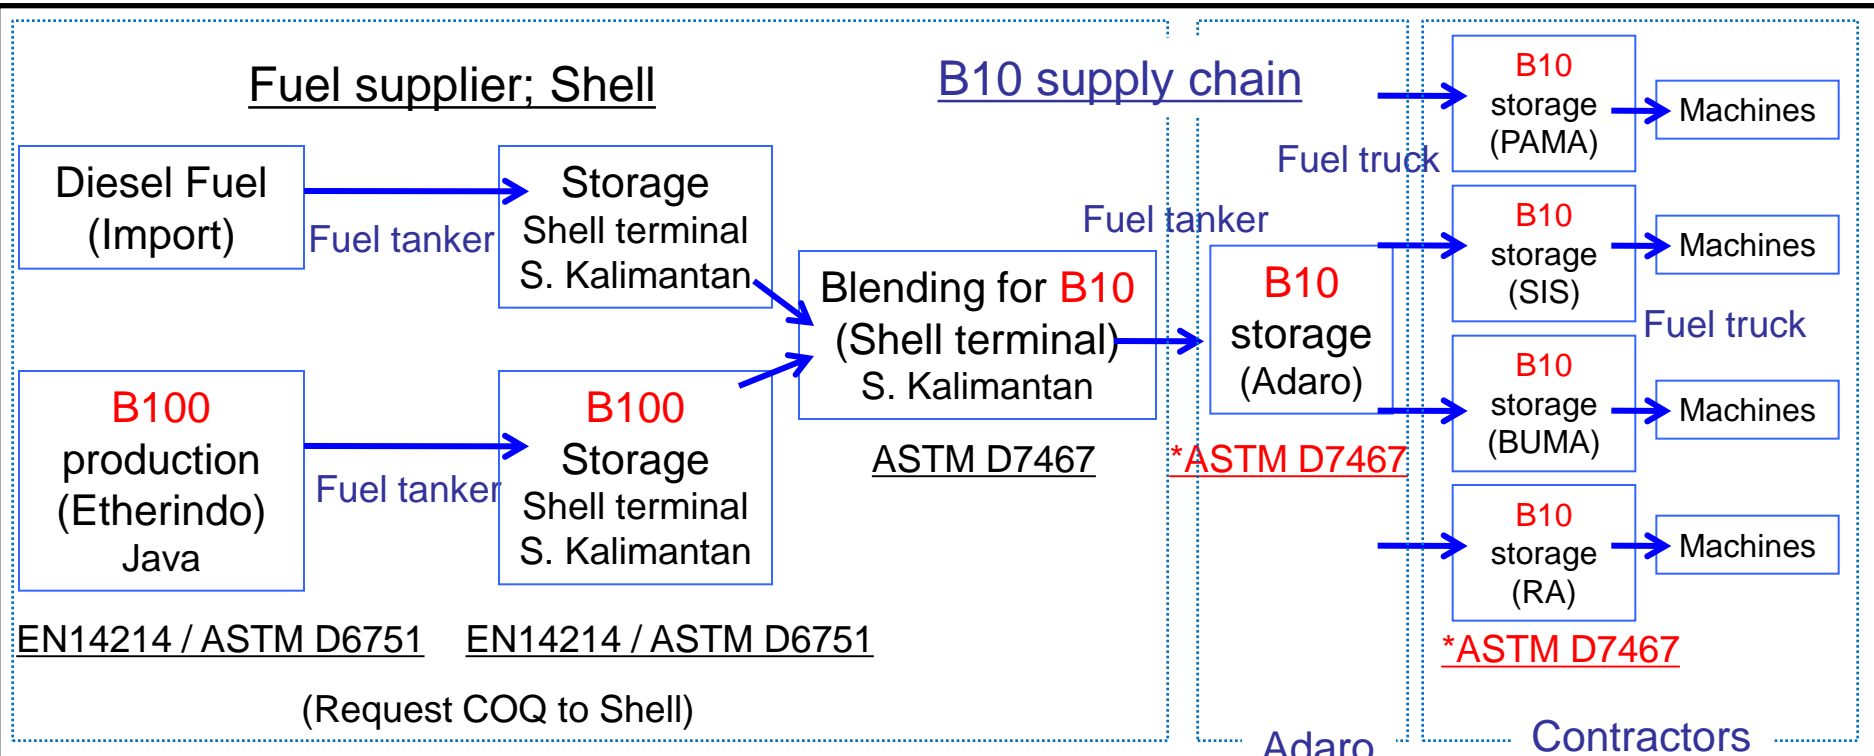 Fuel supplier; Shell
B10 supply chain
Diesel Fuel
(Import)
Fuel tanker
Storage
Shell terminal
S. Kalimantan
B100
production
(Etherindo)
Java
Fuel tanker
B100
Storage
Shell terminal
S. Kalimantan
EN14214 / ASTM D6751
EN14214 / ASTM D6751
(Request COQ to Shell)
Blending for B10
(Shell terminal)
S. Kalimantan
ASTM D7467
Fuel tanker
B10
storage
(Adaro)
*ASTM D7467
Adaro
Fuel truck
B10
storage
(PAMA)
Machines
B10
storage
(SIS)
Machines
Fuel truck
B10
storage
(BUMA)
Machines
B10
storage
(RA)
Machines
*ASTM D7467
Contractors